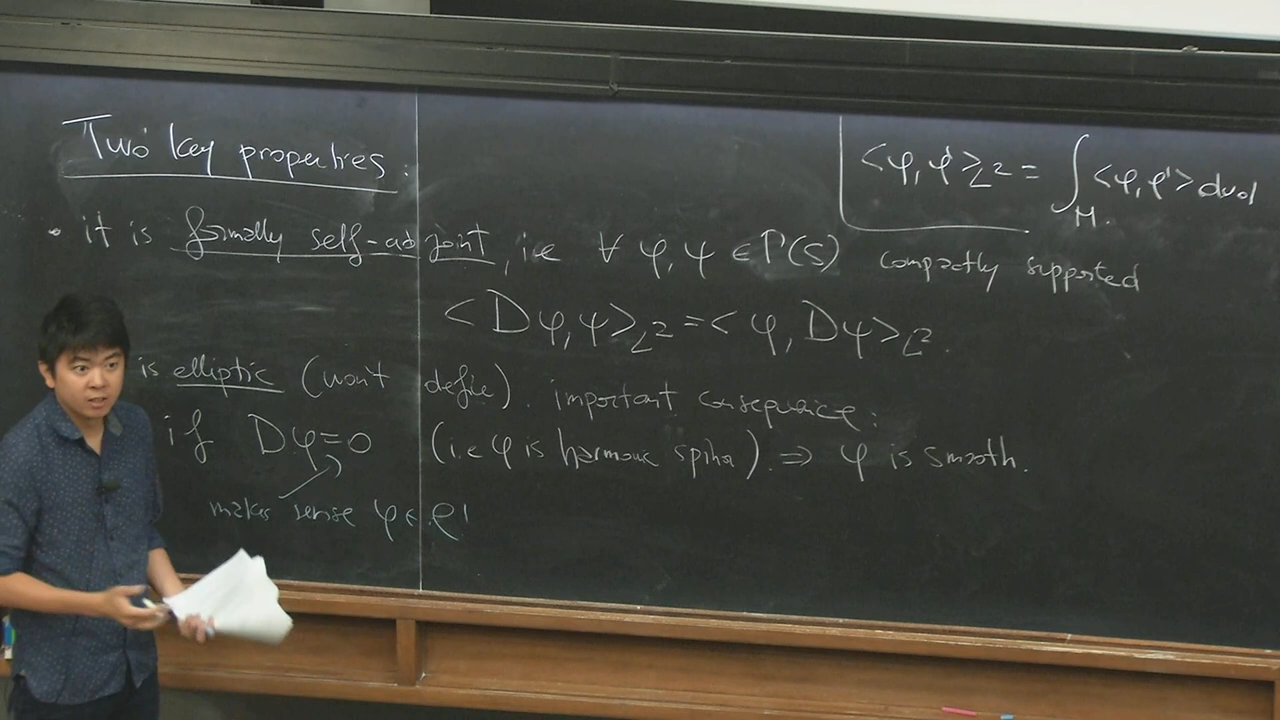 Two key properties:
<φ,φ'>_{L²} = ∫_M <φ,φ'> dvol
• it is formally self-adjoint, i.e ∀ φ,ψ ∈ Γ(S) compactly supported
<Dφ,ψ>_{L²} = <φ,Dψ>_{L²}.
is elliptic (won't define). important consequence:
if Dφ=0 (i.e φ is harmonic spinor) ⇒ φ is smooth.
makes sense φ ∈ C¹